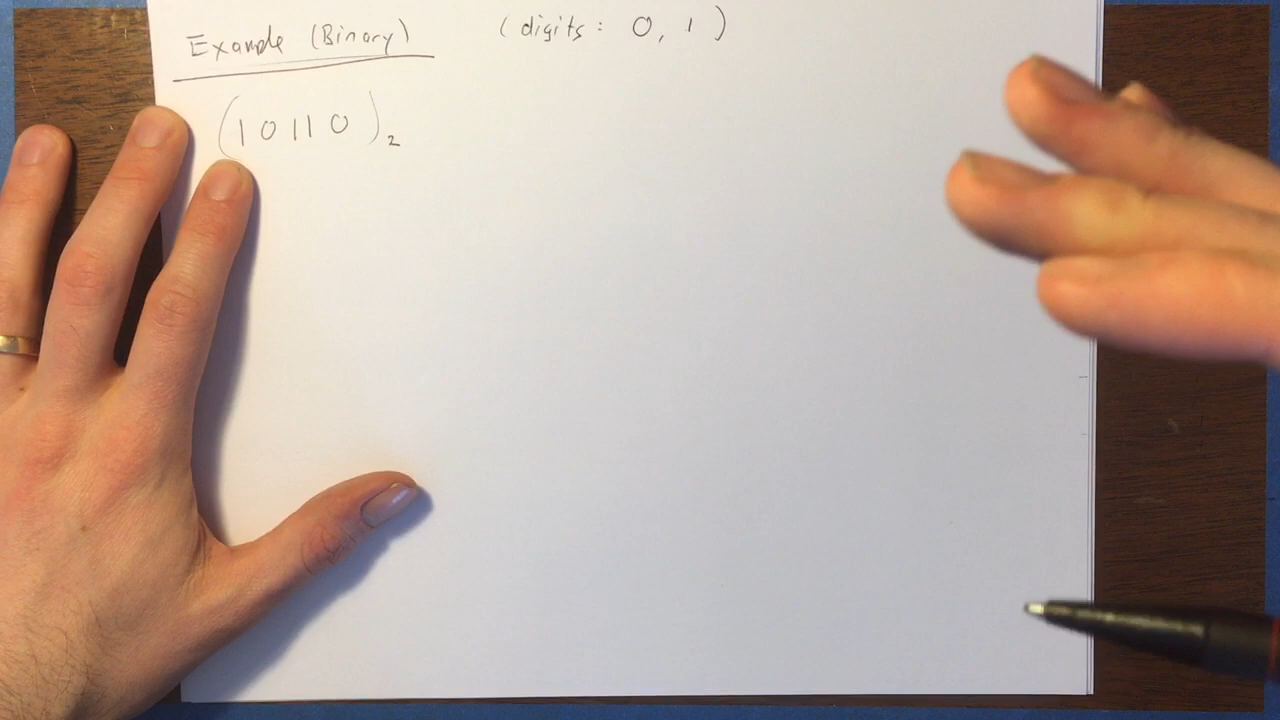 Example (Binary) (digits: 0, 1)
(10110)₂